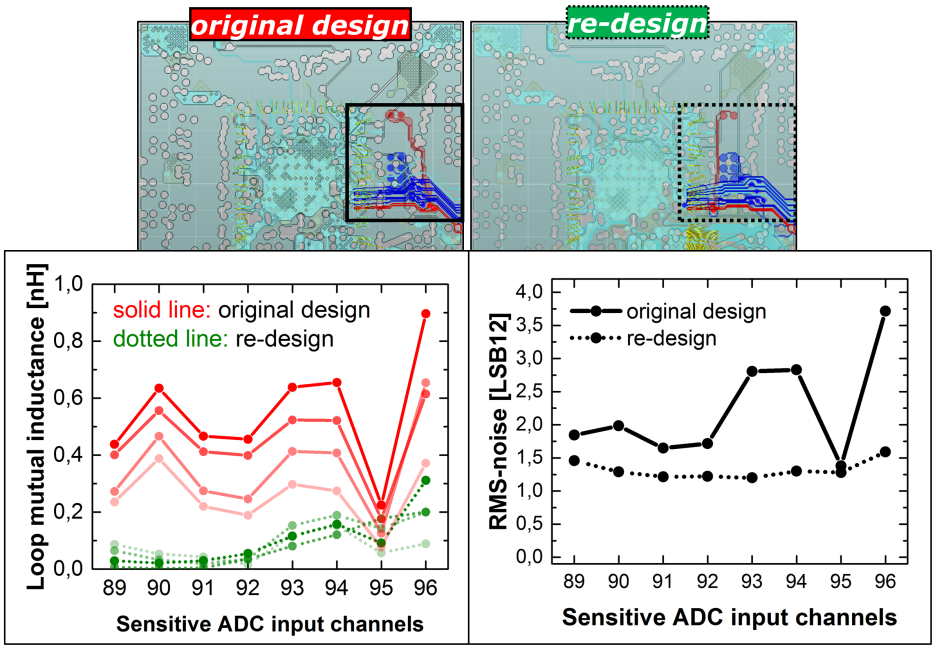 original design
re-design
Loop mutual inductance [nH]
1,0
0,8
0,6
0,4
0,2
0,0
solid line: original design
dotted line: re-design
89 90 91 92 93 94 95 96
Sensitive ADC input channels
RMS-noise [LSB12]
4,0
3,5
3,0
2,5
2,0
1,5
1,0
0,5
0,0
original design
re-design
89 90 91 92 93 94 95 96
Sensitive ADC input channels